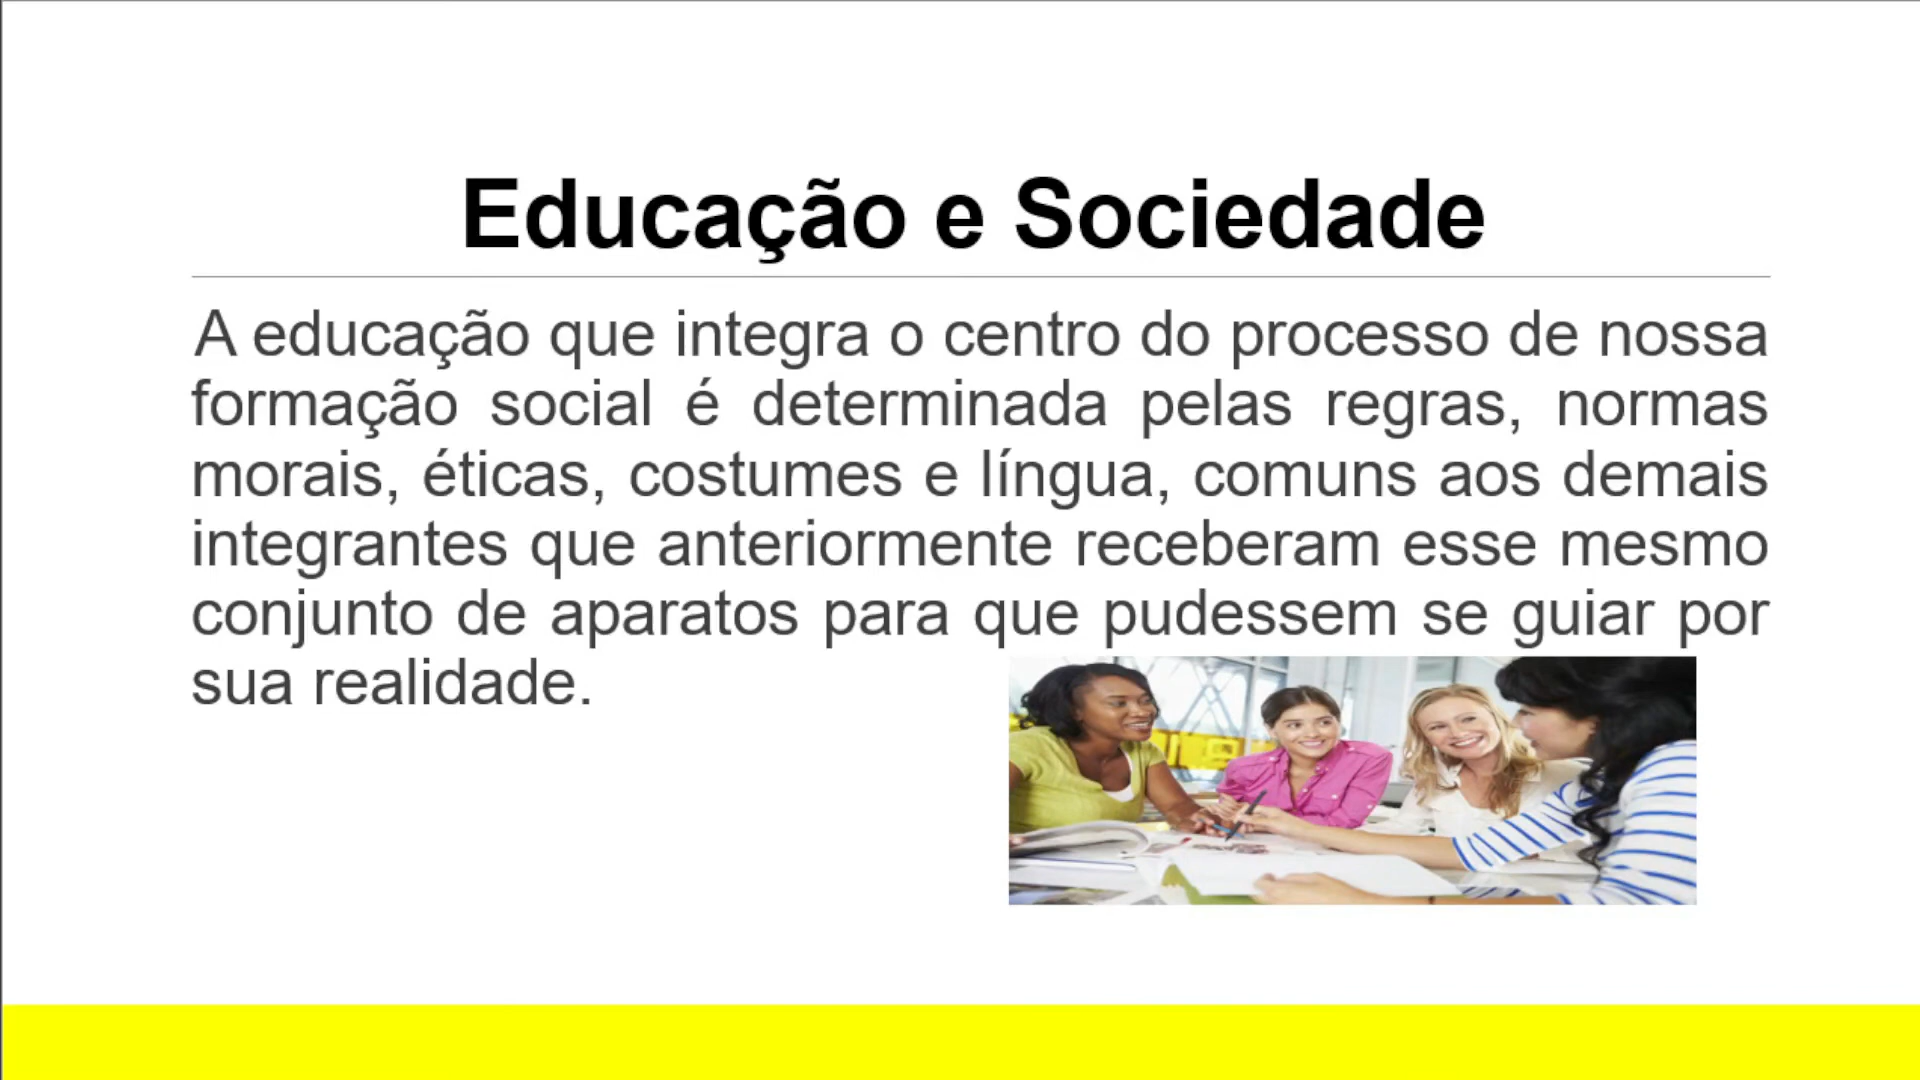 Educação e Sociedade
A educação que integra o centro do processo de nossa
formação social é determinada pelas regras, normas
morais, éticas, costumes e língua, comuns aos demais
integrantes que anteriormente receberam esse mesmo
conjunto de aparatos para que pudessem se guiar por
sua realidade.